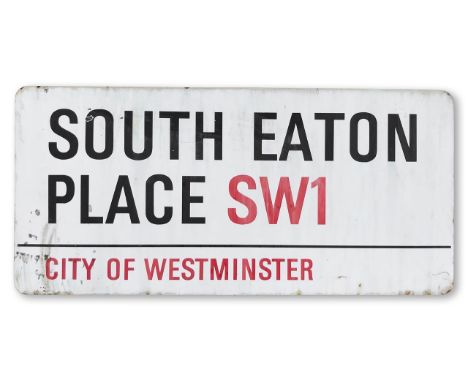 SOUTH EATON
PLACE SW1
CITY OF WESTMINSTER